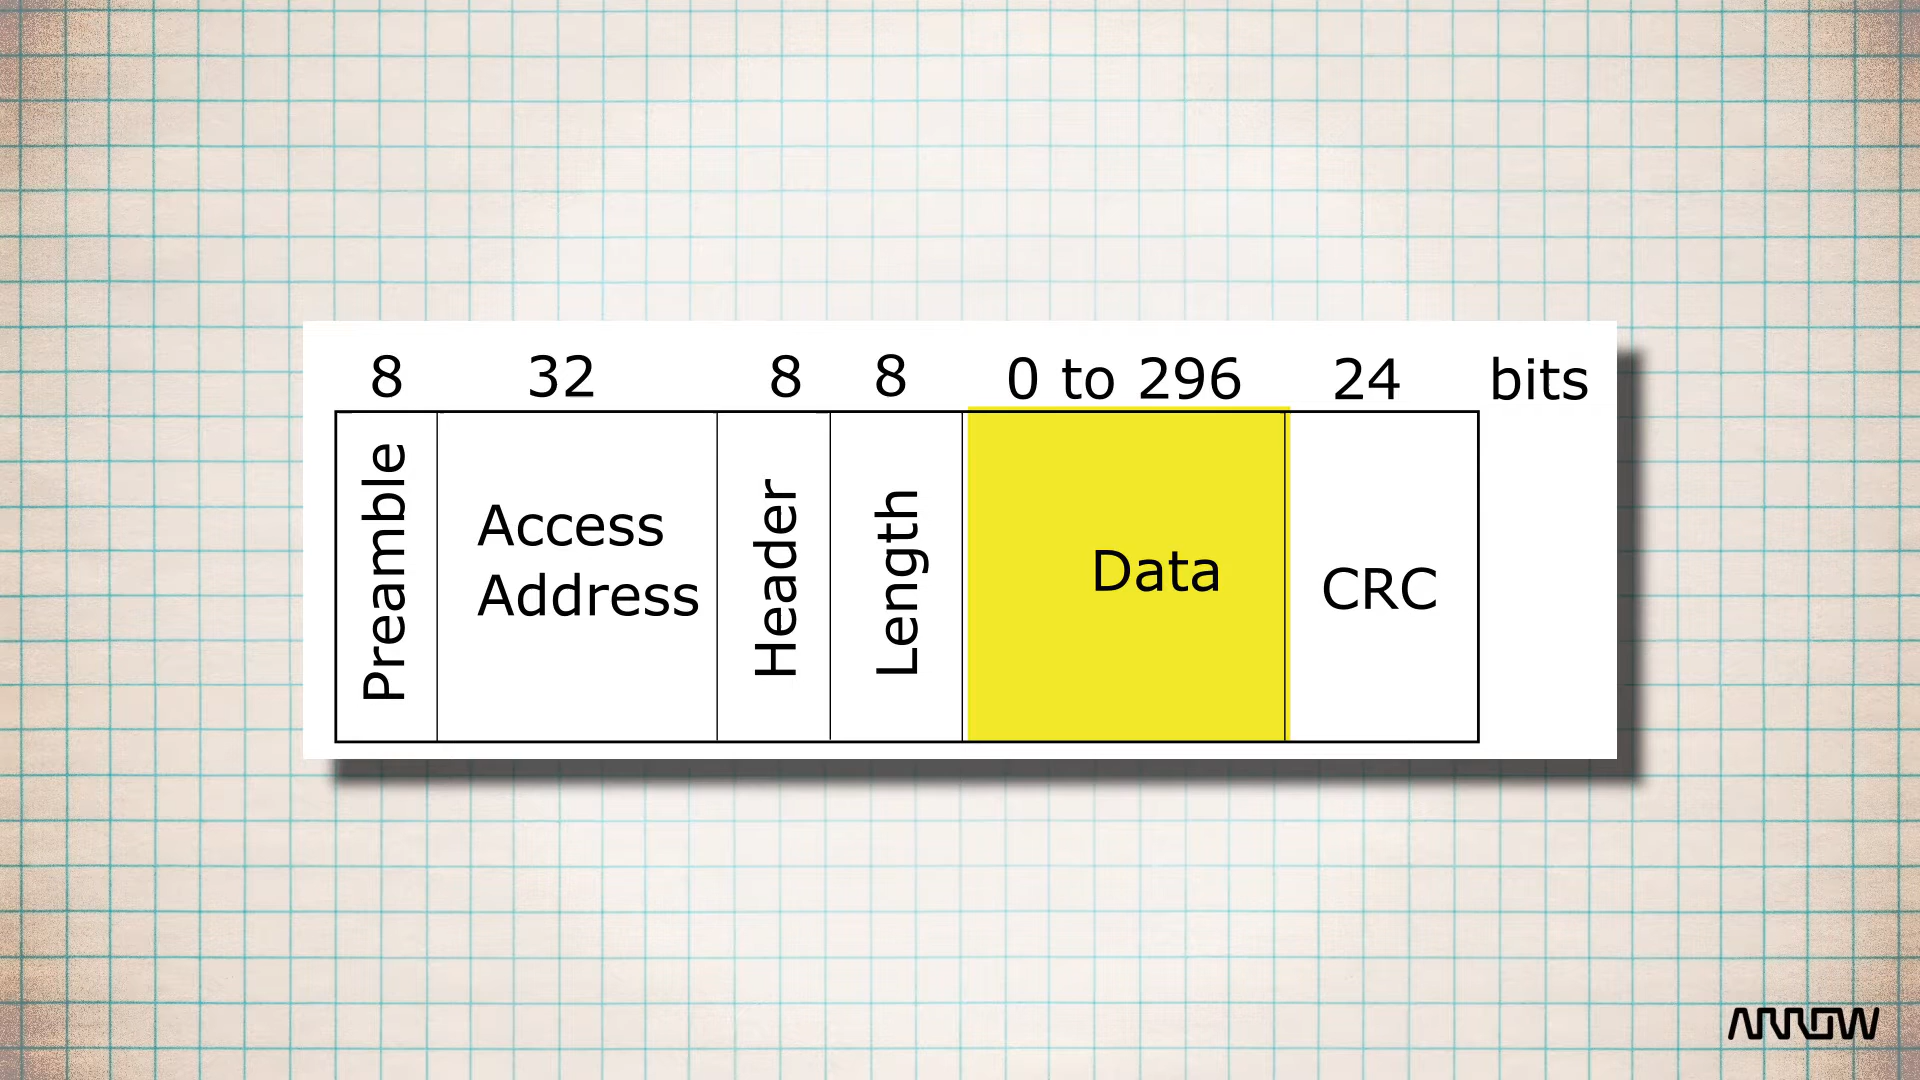 8 32 8 8 0 to 296 24 bits
Preamble
Access
Address
Header
Length
Data
CRC
ARROW